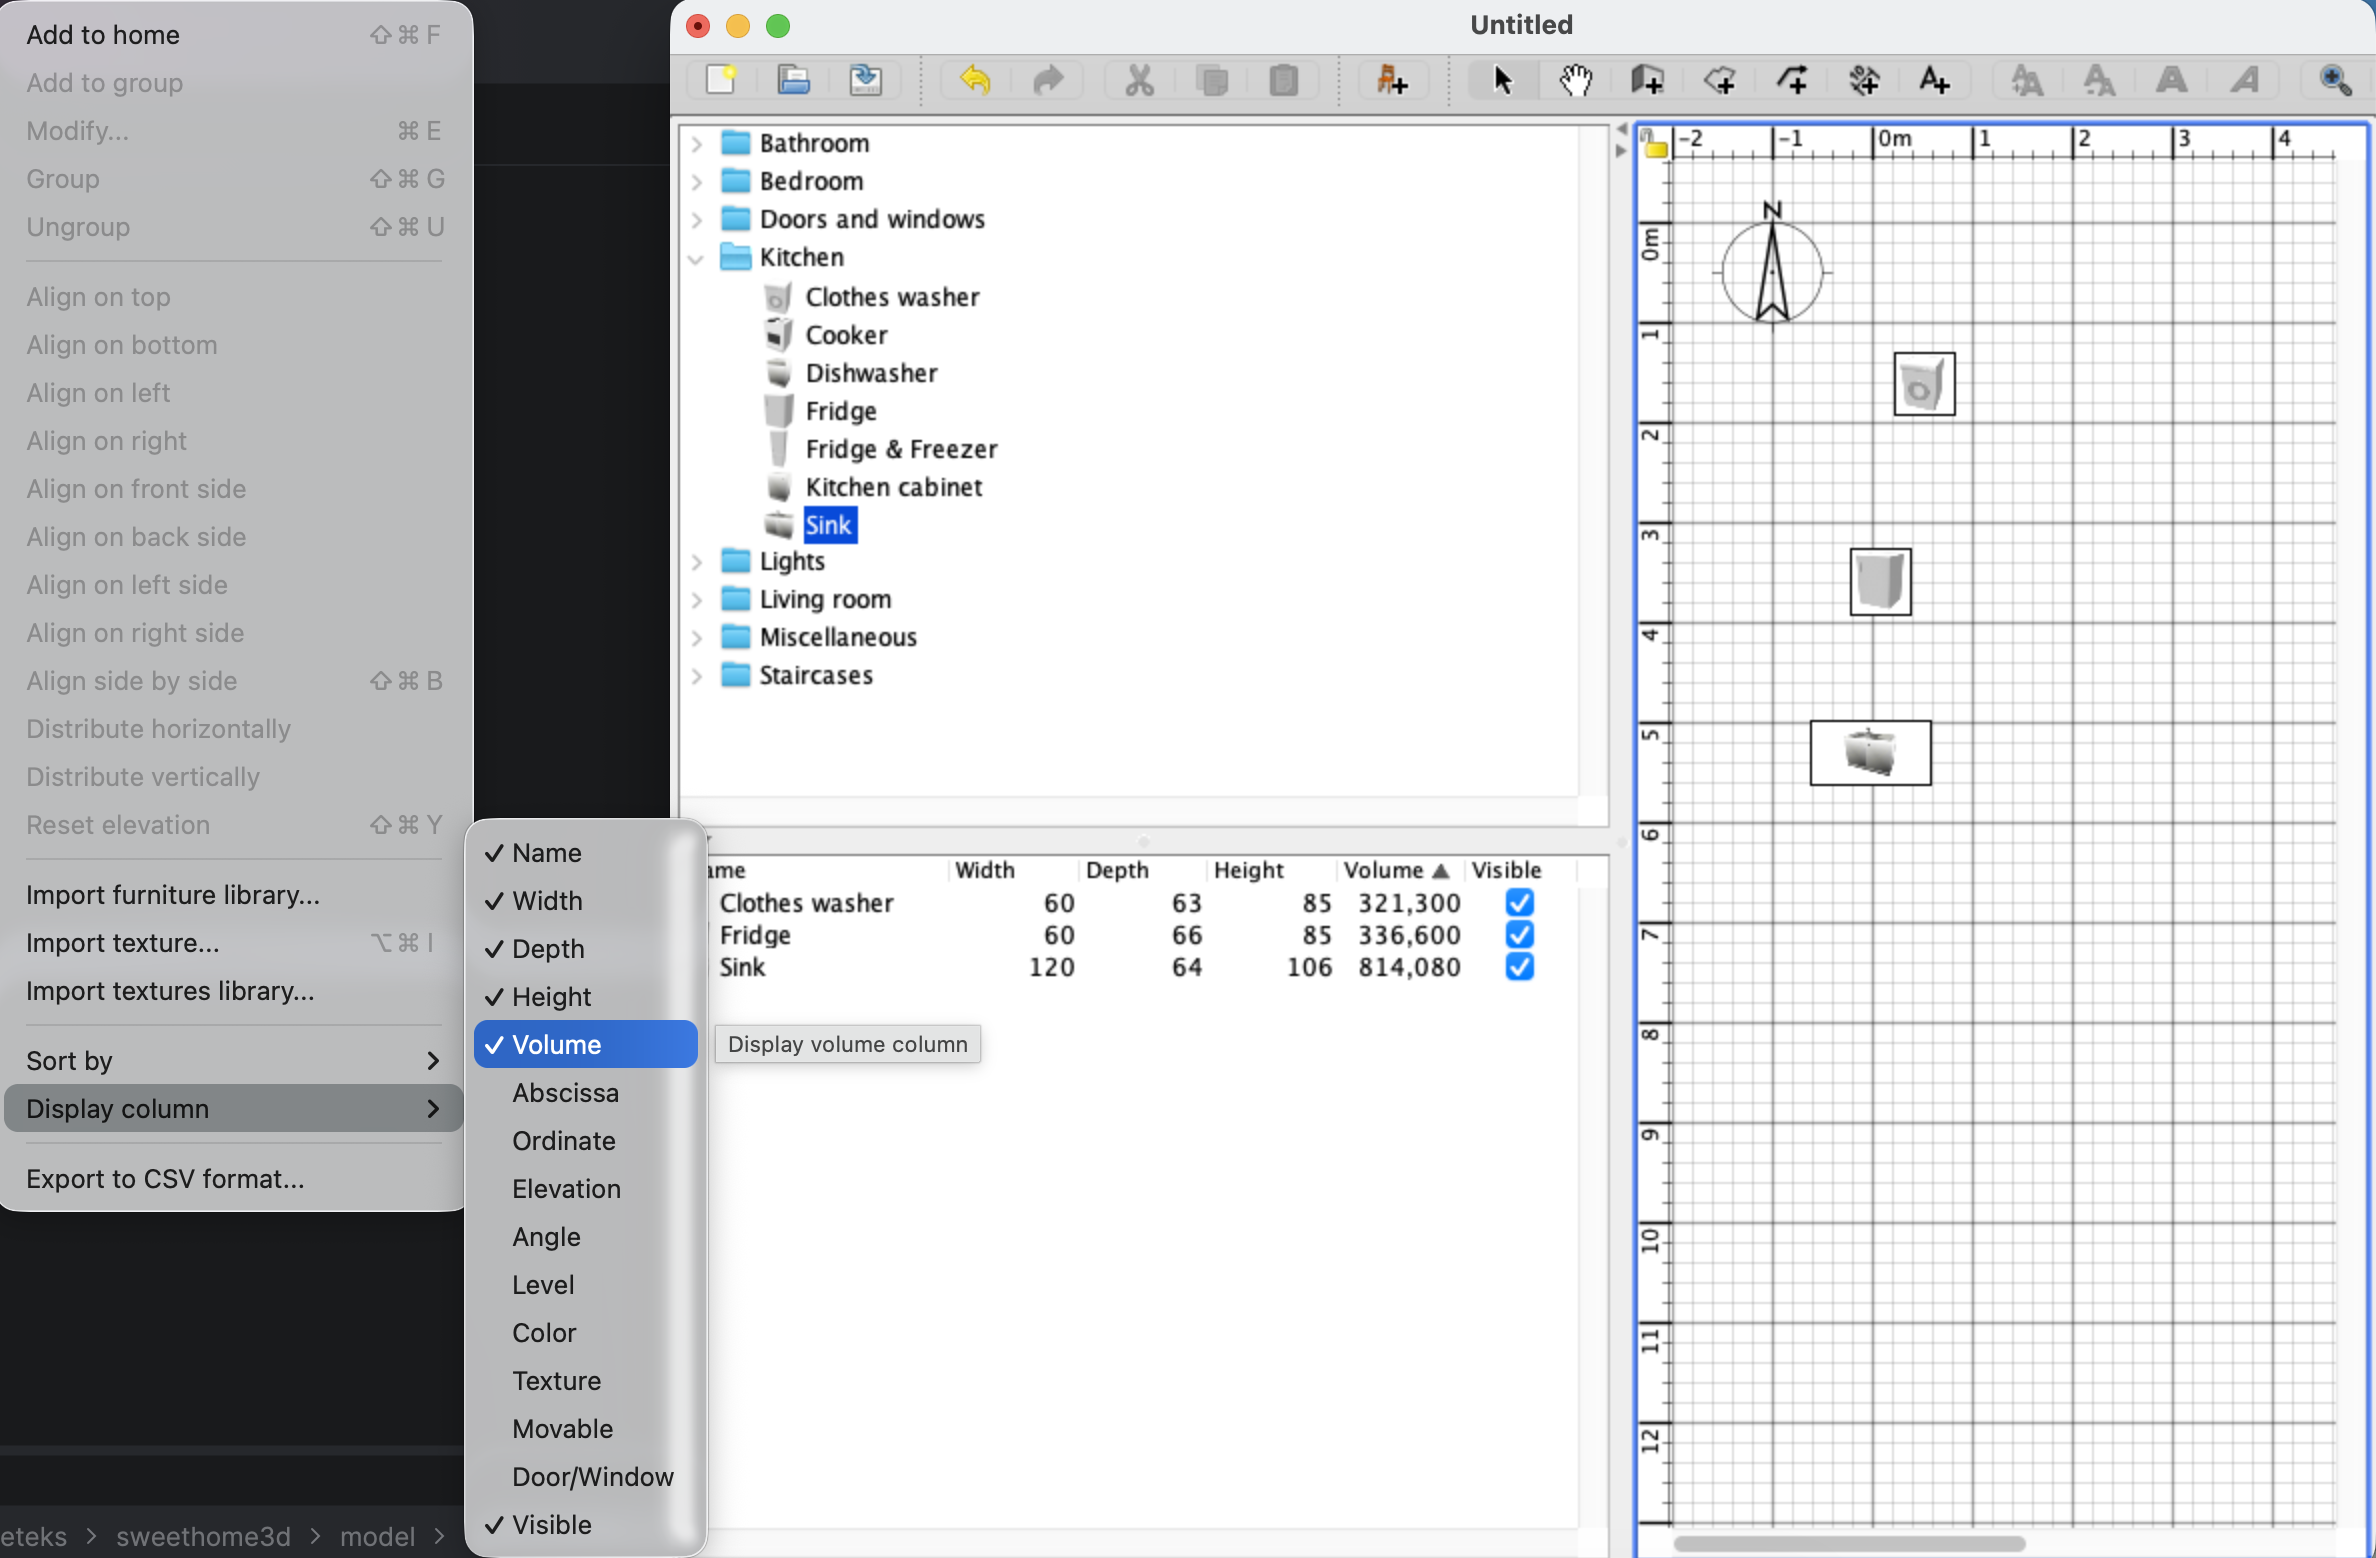 Add to home ⇧⌘F
Add to group
Modify... ⌘E
Group ⇧⌘G
Ungroup ⇧⌘U
Align on top
Align on bottom
Align on left
Align on right
Align on front side
Align on back side
Align on left side
Align on right side
Align side by side ⇧⌘B
Distribute horizontally
Distribute vertically
Reset elevation ⇧⌘Y
Import furniture library...
Import texture... ⌥⌘I
Import textures library...
Sort by
Display column
Export to CSV format...
✓ Name
✓ Width
✓ Depth
✓ Height
✓ Volume
Abscissa
Ordinate
Elevation
Angle
Level
Color
Texture
Movable
Door/Window
✓ Visible
Display volume column
eteks > sweethome3d > model >
Untitled
Bathroom
Bedroom
Doors and windows
Kitchen
Clothes washer
Cooker
Dishwasher
Fridge
Fridge & Freezer
Kitchen cabinet
Sink
Lights
Living room
Miscellaneous
Staircases
ame Width Depth Height Volume ▲ Visible
Clothes washer 60 63 85 321,300
Fridge 60 66 85 336,600
Sink 120 64 106 814,080
-2 -1 0m 1 2 3 4
N
0m
1
2
3
4
5
6
7
8
9
10
11
12